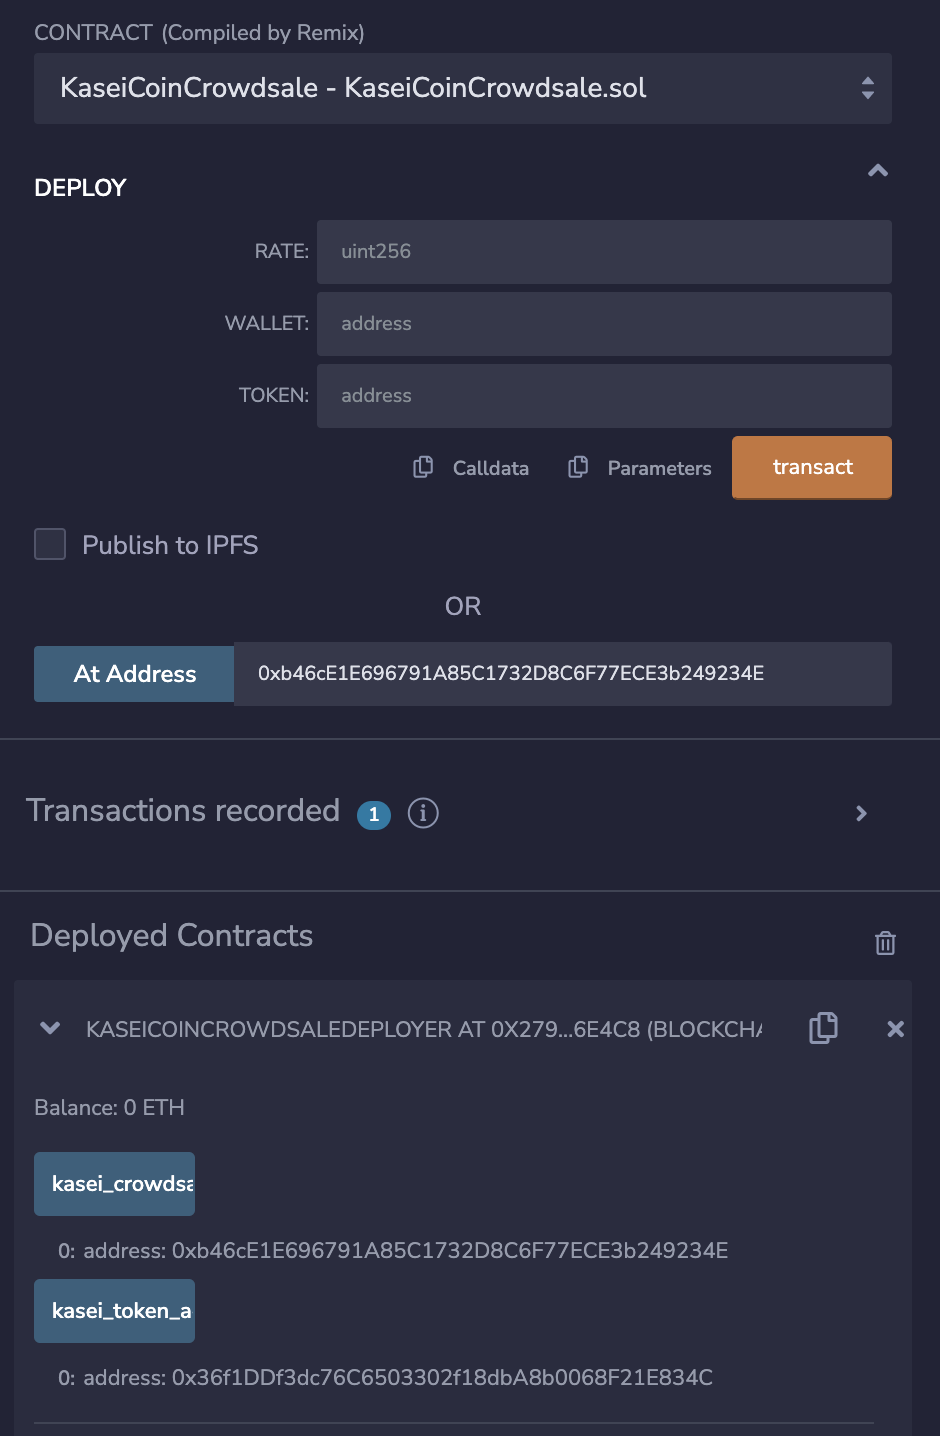 CONTRACT (Compiled by Remix)
KaseiCoinCrowdsale - KaseiCoinCrowdsale.sol
DEPLOY
RATE: uint256
WALLET: address
TOKEN: address
Calldata Parameters transact
Publish to IPFS
OR
At Address 0xb46cE1E696791A85C1732D8C6F77ECE3b249234E
Transactions recorded 1 i
Deployed Contracts
KASEICOINCROWDSALEDEPLOYER AT 0X279...6E4C8 (BLOCKCHA
Balance: 0 ETH
kasei_crowdsa
0: address: 0xb46cE1E696791A85C1732D8C6F77ECE3b249234E
kasei_token_a
0: address: 0x36f1DDf3dc76C6503302f18dbA8b0068F21E834C